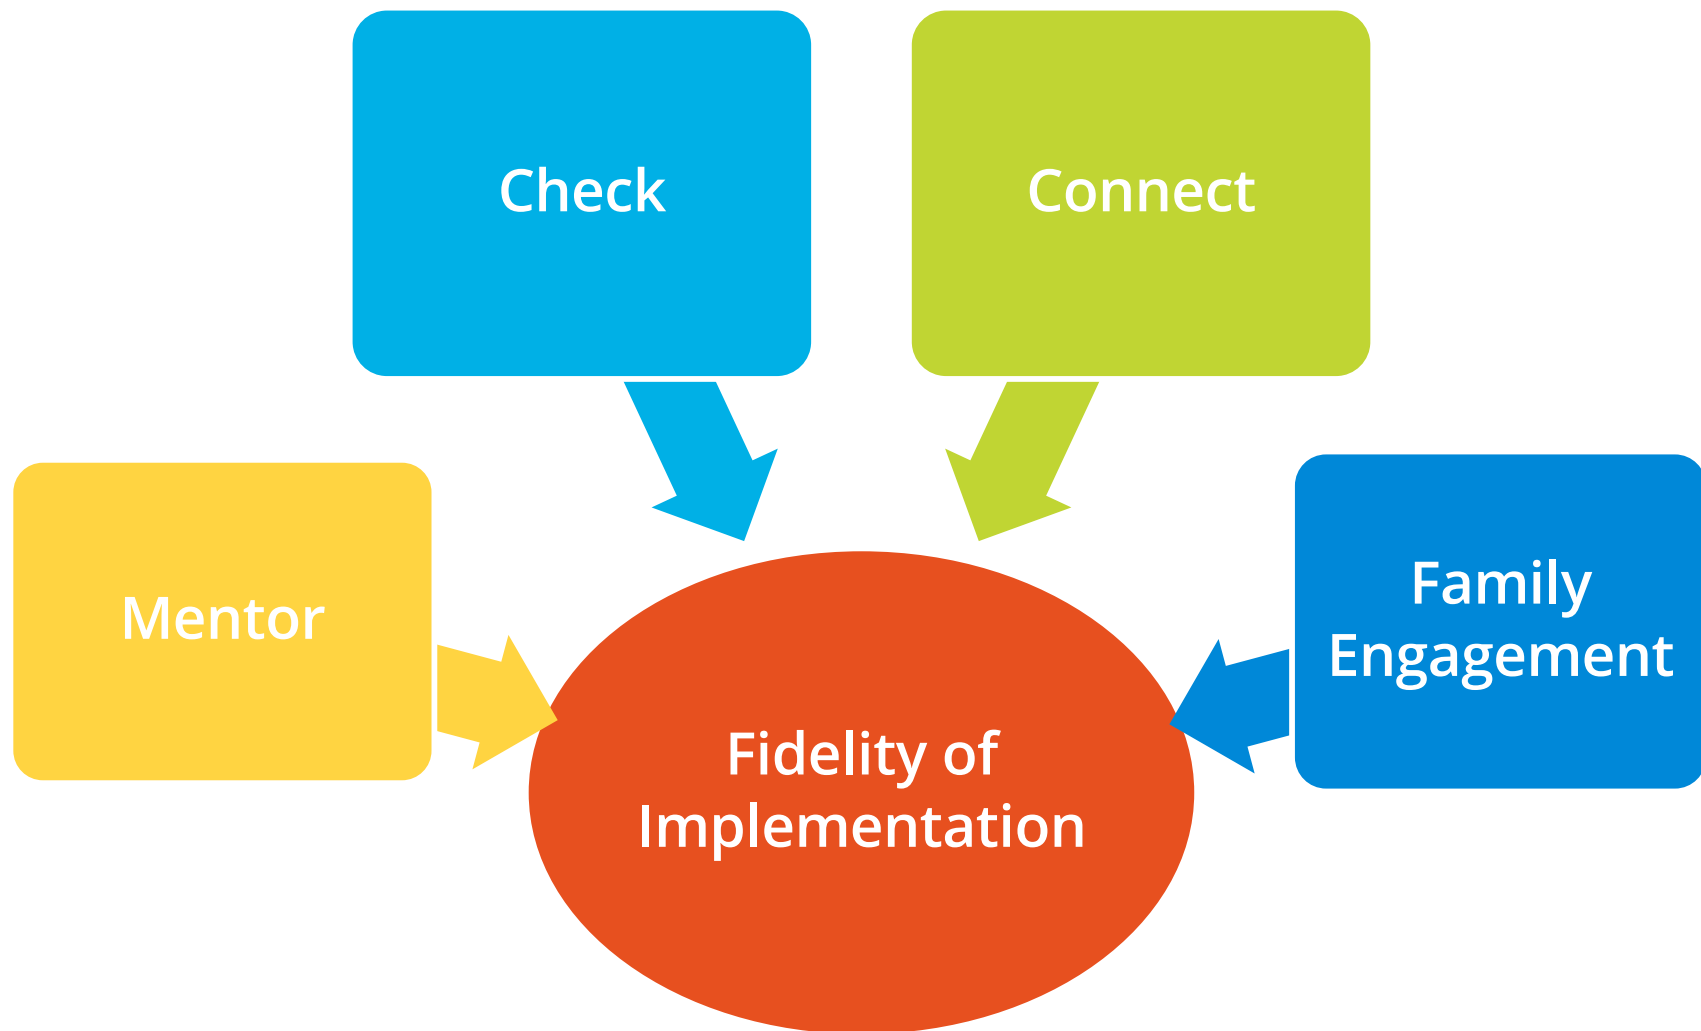 Check
Connect
Mentor
Family
Engagement
Fidelity of
Implementation